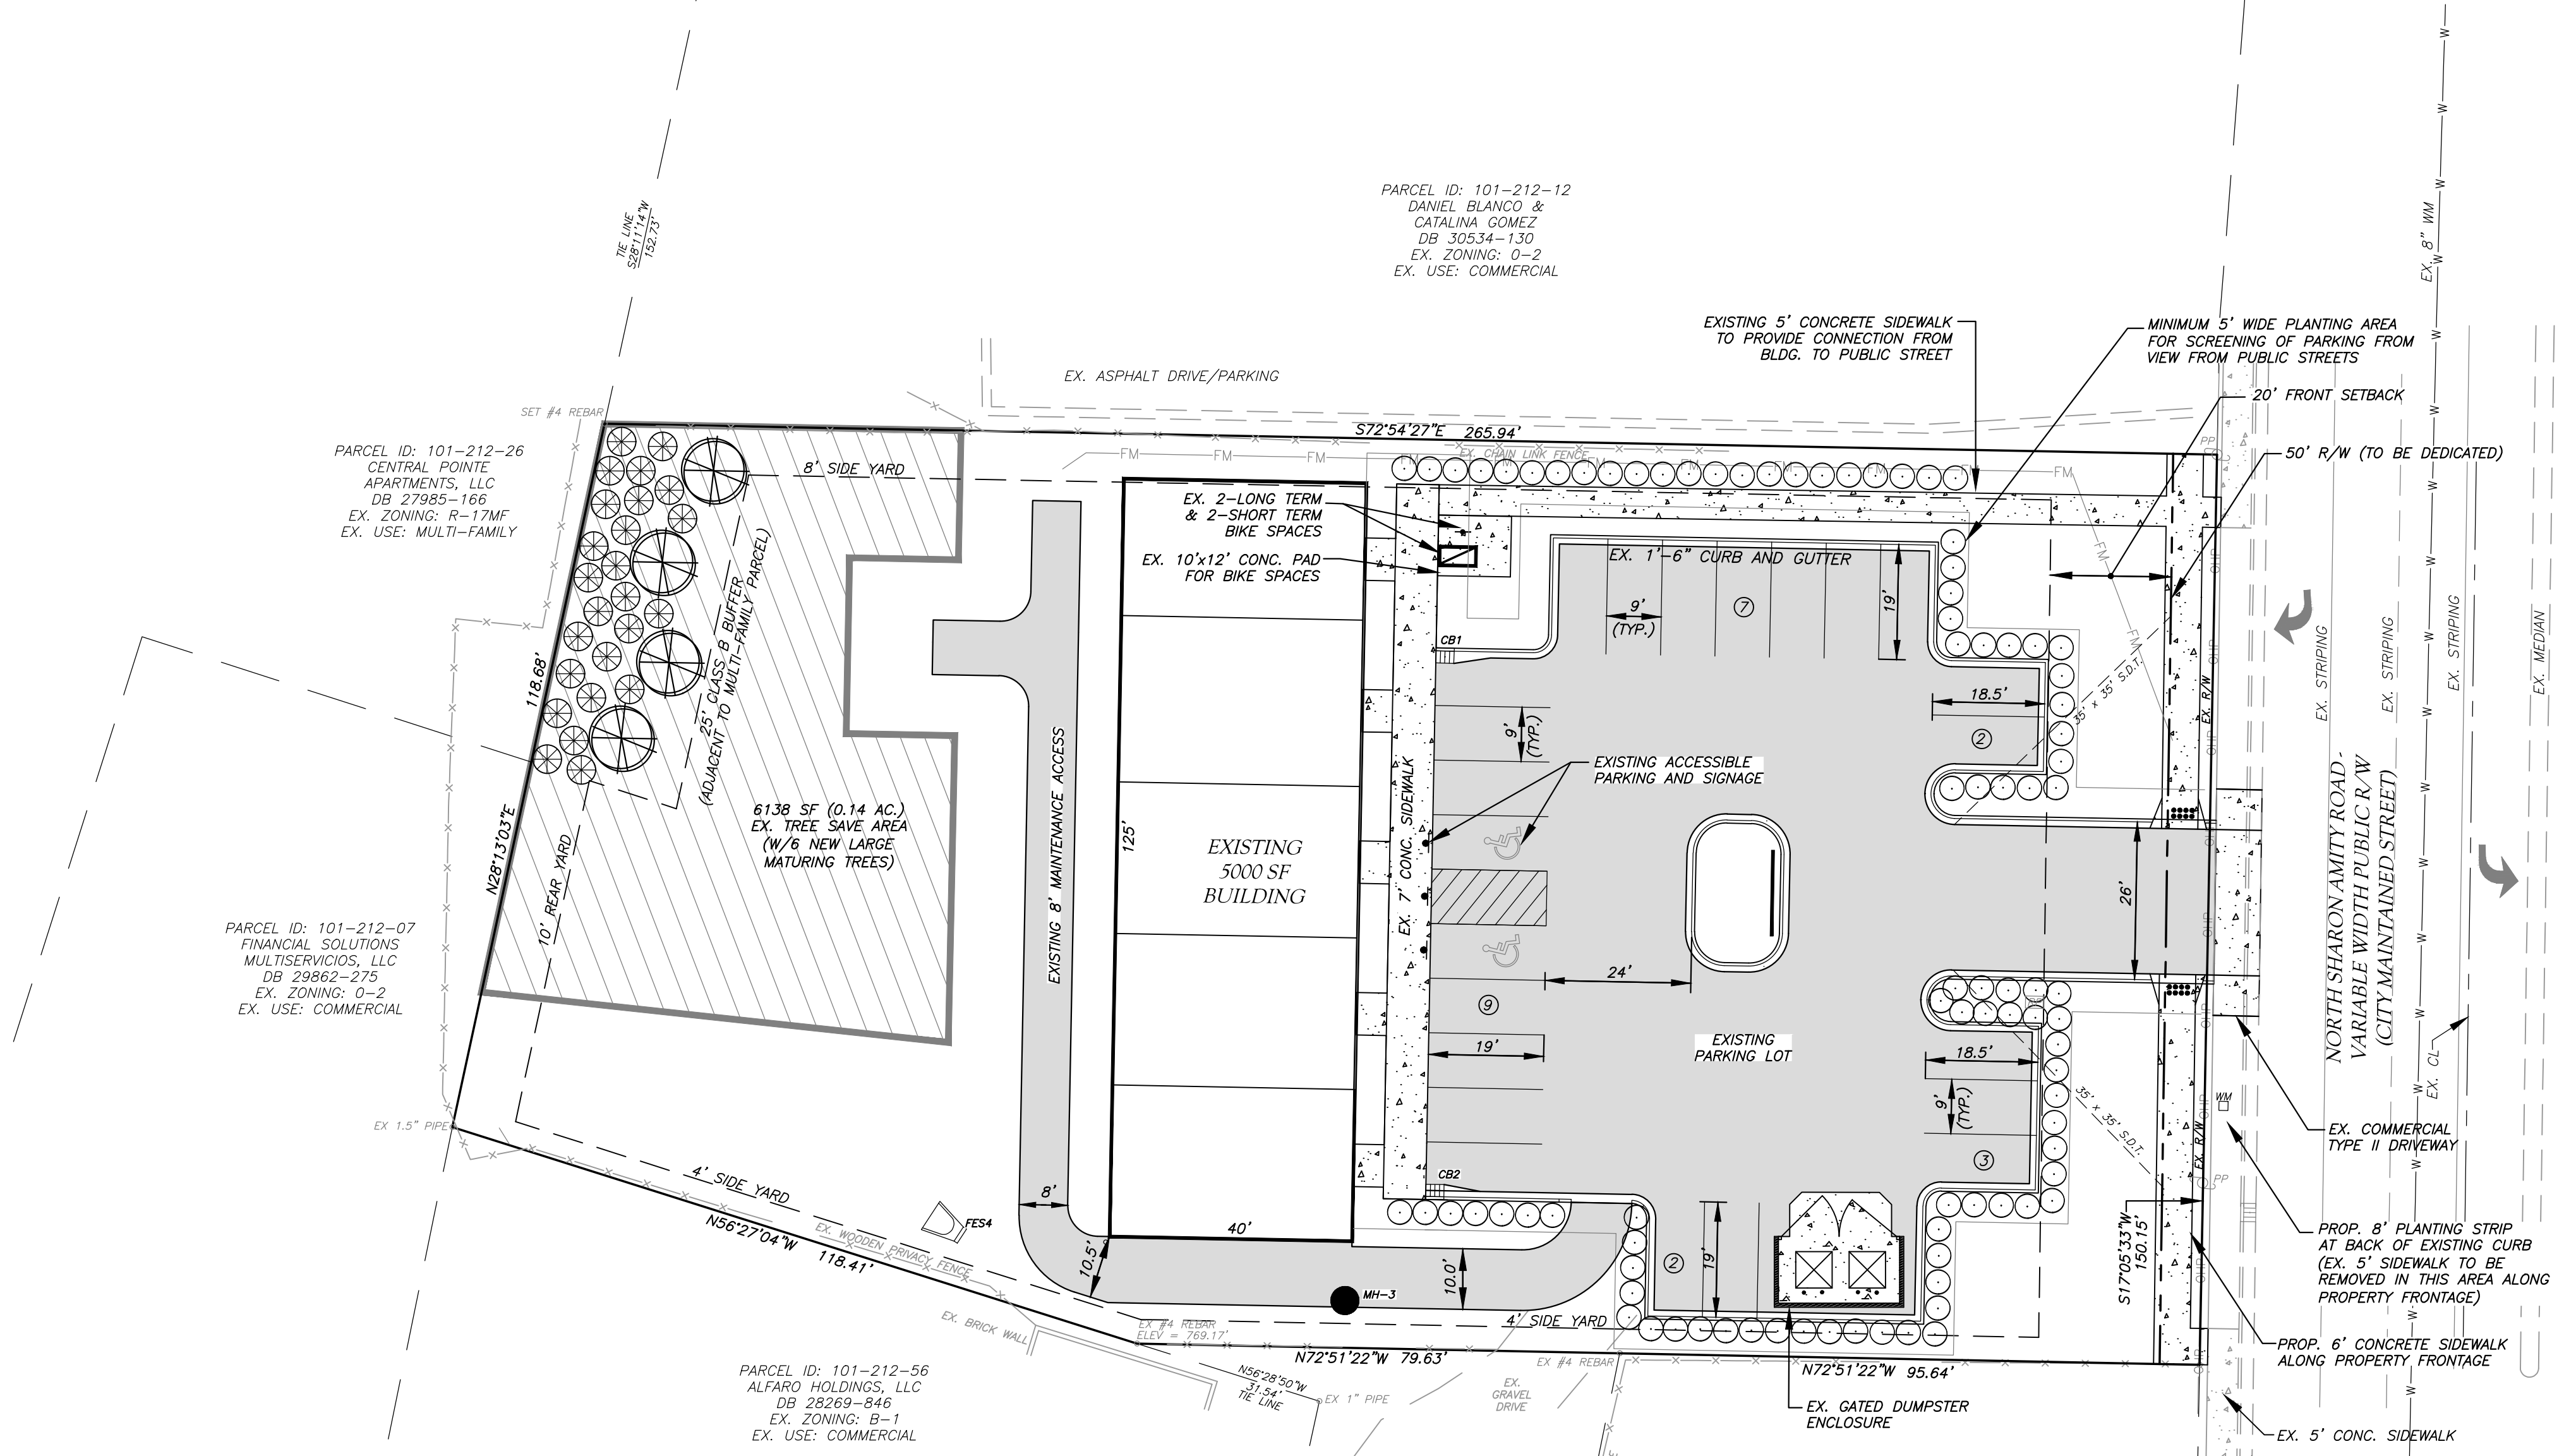 TIE LINE
S28°11'14"W
152.73'
PARCEL ID: 101-212-12
DANIEL BLANCO &
CATALINA GOMEZ
DB 30534-130
EX. ZONING: 0-2
EX. USE: COMMERCIAL
EX. 8" WM
W
EXISTING 5' CONCRETE SIDEWALK
TO PROVIDE CONNECTION FROM
BLDG. TO PUBLIC STREET
MINIMUM 5' WIDE PLANTING AREA
FOR SCREENING OF PARKING FROM
VIEW FROM PUBLIC STREETS
20' FRONT SETBACK
50' R/W (TO BE DEDICATED)
EX. ASPHALT DRIVE/PARKING
SET #4 REBAR
S72°54'27"E 265.94'
EX. CHAIN LINK FENCE
FM
PP
PARCEL ID: 101-212-26
CENTRAL POINTE
APARTMENTS, LLC
DB 27985-166
EX. ZONING: R-17MF
EX. USE: MULTI-FAMILY
8' SIDE YARD
EX. 2-LONG TERM
& 2-SHORT TERM
BIKE SPACES
EX. 10'x12' CONC. PAD
FOR BIKE SPACES
EX. 1'-6" CURB AND GUTTER
9'
(TYP.)
7
19'
CB1
118.68'
25' CLASS B BUFFER
(ADJACENT TO MULTI-FAMILY PARCEL)
18.5'
2
35' x 35' S.D.T.
EX. R/W
OHP
EX. STRIPING
EX. STRIPING
EX. STRIPING
EX. MEDIAN
9'
(TYP.)
EXISTING ACCESSIBLE
PARKING AND SIGNAGE
6138 SF (0.14 AC.)
EX. TREE SAVE AREA
(W/6 NEW LARGE
MATURING TREES)
N28°13'03"E
10' REAR YARD
EXISTING 8' MAINTENANCE ACCESS
125'
EXISTING
5000 SF
BUILDING
EX. 7' CONC. SIDEWALK
26'
NORTH SHARON AMITY ROAD -
VARIABLE WIDTH PUBLIC R/W
(CITY MAINTAINED STREET)
PARCEL ID: 101-212-07
FINANCIAL SOLUTIONS
MULTISERVICIOS, LLC
DB 29862-275
EX. ZONING: 0-2
EX. USE: COMMERCIAL
24'
9
19'
EXISTING
PARKING LOT
18.5'
9'
(TYP.)
3
35' x 35' S.D.T.
EX. CL
WM
EX. COMMERCIAL
TYPE II DRIVEWAY
EX. R/W
PP
EX 1.5" PIPE
4' SIDE YARD
N56°27'04"W
118.41'
EX. WOODEN PRIVACY FENCE
FES4
8'
40'
10.5'
10.0'
MH-3
CB2
2
19'
S17°05'33"W
150.15'
PROP. 8' PLANTING STRIP
AT BACK OF EXISTING CURB
(EX. 5' SIDEWALK TO BE
REMOVED IN THIS AREA ALONG
PROPERTY FRONTAGE)
EX. BRICK WALL
EX #4 REBAR
ELEV = 769.17'
4' SIDE YARD
N72°51'22"W 79.63'
EX #4 REBAR
N72°51'22"W 95.64'
PROP. 6' CONCRETE SIDEWALK
ALONG PROPERTY FRONTAGE
PARCEL ID: 101-212-56
ALFARO HOLDINGS, LLC
DB 28269-846
EX. ZONING: B-1
EX. USE: COMMERCIAL
N56°28'50"W
31.54'
TIE LINE
EX 1" PIPE
EX.
GRAVEL
DRIVE
EX. GATED DUMPSTER
ENCLOSURE
EX. 5' CONC. SIDEWALK